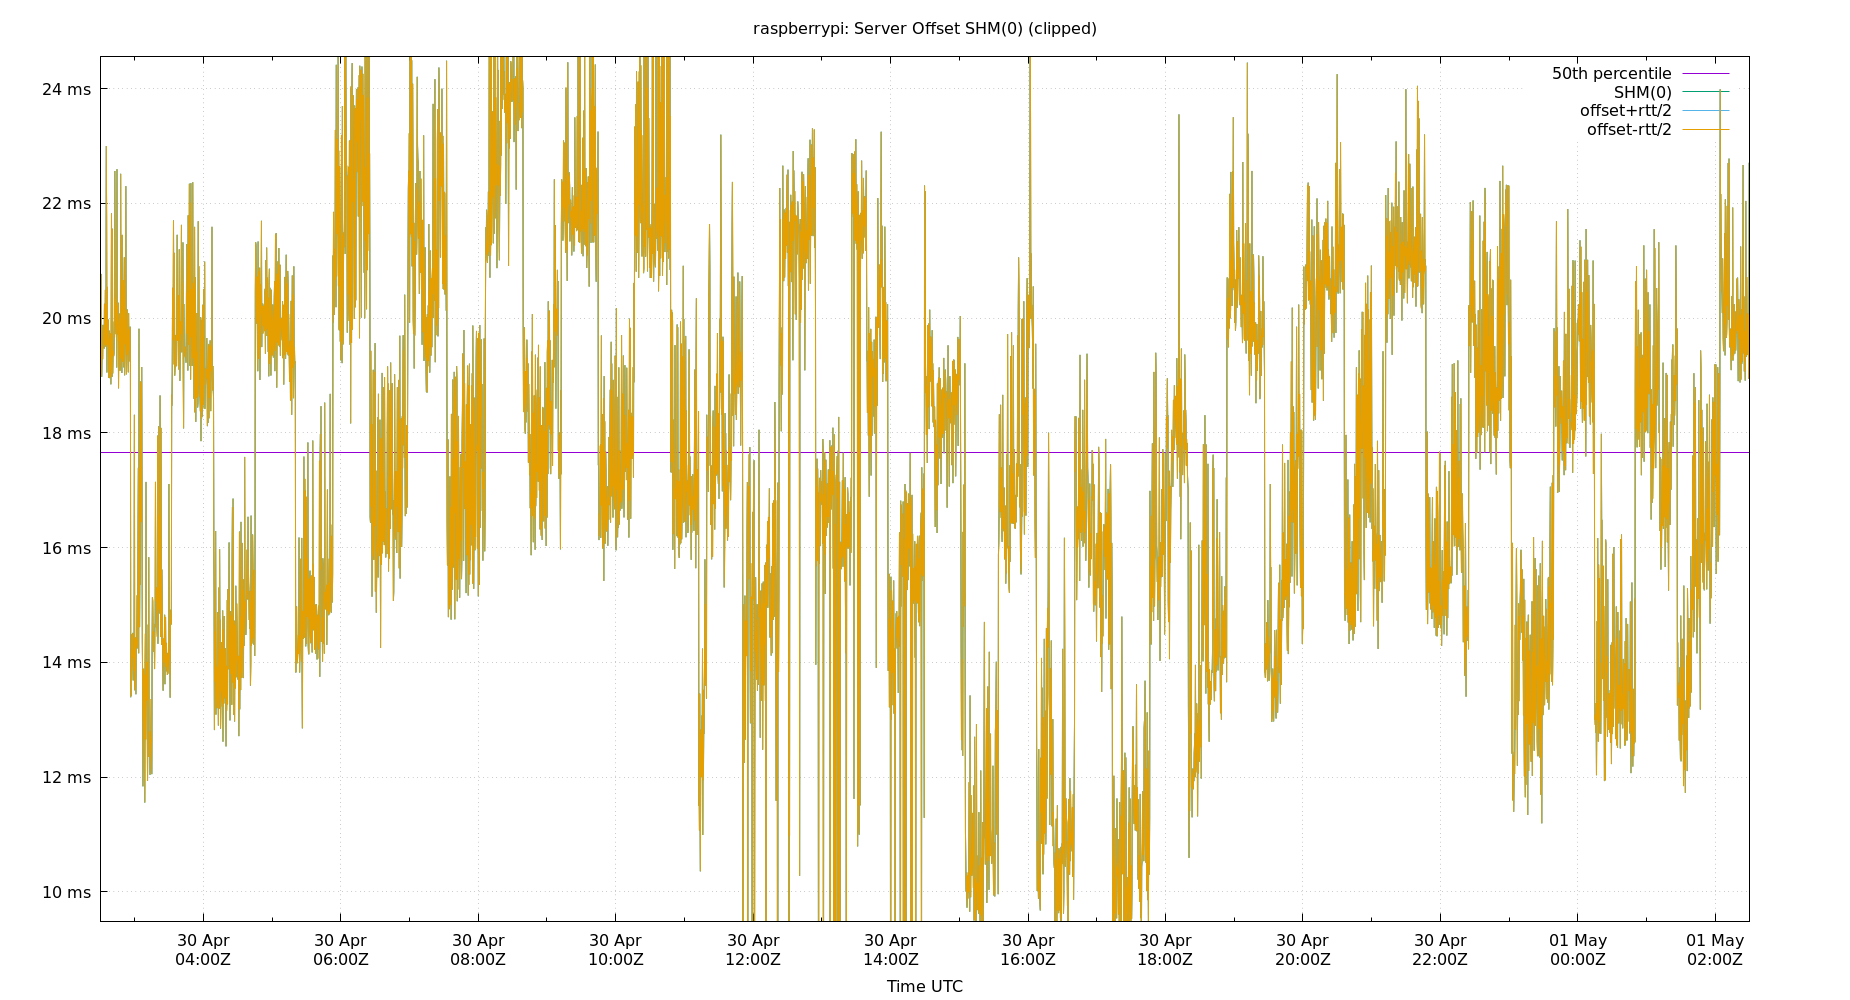 raspberrypi: Server Offset SHM(0) (clipped)
50th percentile
SHM(0)
offset+rtt/2
offset-rtt/2
24 ms
22 ms
20 ms
18 ms
16 ms
14 ms
12 ms
10 ms
30 Apr 30 Apr 30 Apr 30 Apr 30 Apr 30 Apr 30 Apr 30 Apr 30 Apr 30 Apr 01 May 01 May
04:00Z 06:00Z 08:00Z 10:00Z 12:00Z 14:00Z 16:00Z 18:00Z 20:00Z 22:00Z 00:00Z 02:00Z
Time UTC